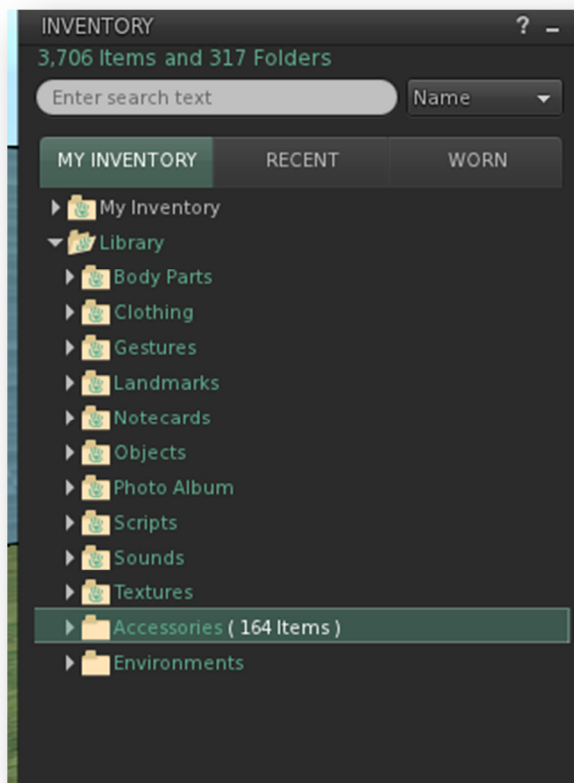 INVENTORY ? –
3,706 Items and 317 Folders
Enter search text Name
MY INVENTORY RECENT WORN
My Inventory
Library
Body Parts
Clothing
Gestures
Landmarks
Notecards
Objects
Photo Album
Scripts
Sounds
Textures
Accessories ( 164 Items )
Environments